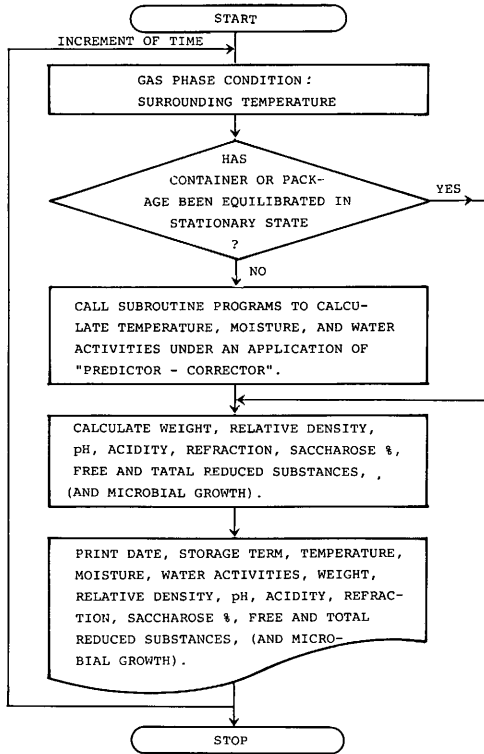 START
INCREMENT OF TIME
GAS PHASE CONDITION:
SURROUNDING TEMPERATURE
HAS
CONTAINER OR PACK-
AGE BEEN EQUILIBRATED IN
STATIONARY STATE
?
YES
NO
CALL SUBROUTINE PROGRAMS TO CALCU-
LATE TEMPERATURE, MOISTURE, AND WATER
ACTIVITIES UNDER AN APPLICATION OF
"PREDICTOR - CORRECTOR".
CALCULATE WEIGHT, RELATIVE DENSITY,
pH, ACIDITY, REFRACTION, SACCHAROSE %,
FREE AND TATAL REDUCED SUBSTANCES, ,
(AND MICROBIAL GROWTH).
PRINT DATE, STORAGE TERM, TEMPERATURE,
MOISTURE, WATER ACTIVITIES, WEIGHT,
RELATIVE DENSITY, pH, ACIDITY, REFRAC-
TION, SACCHAROSE %, FREE AND TOTAL
REDUCED SUBSTANCES, (AND MICRO-
BIAL GROWTH).
STOP